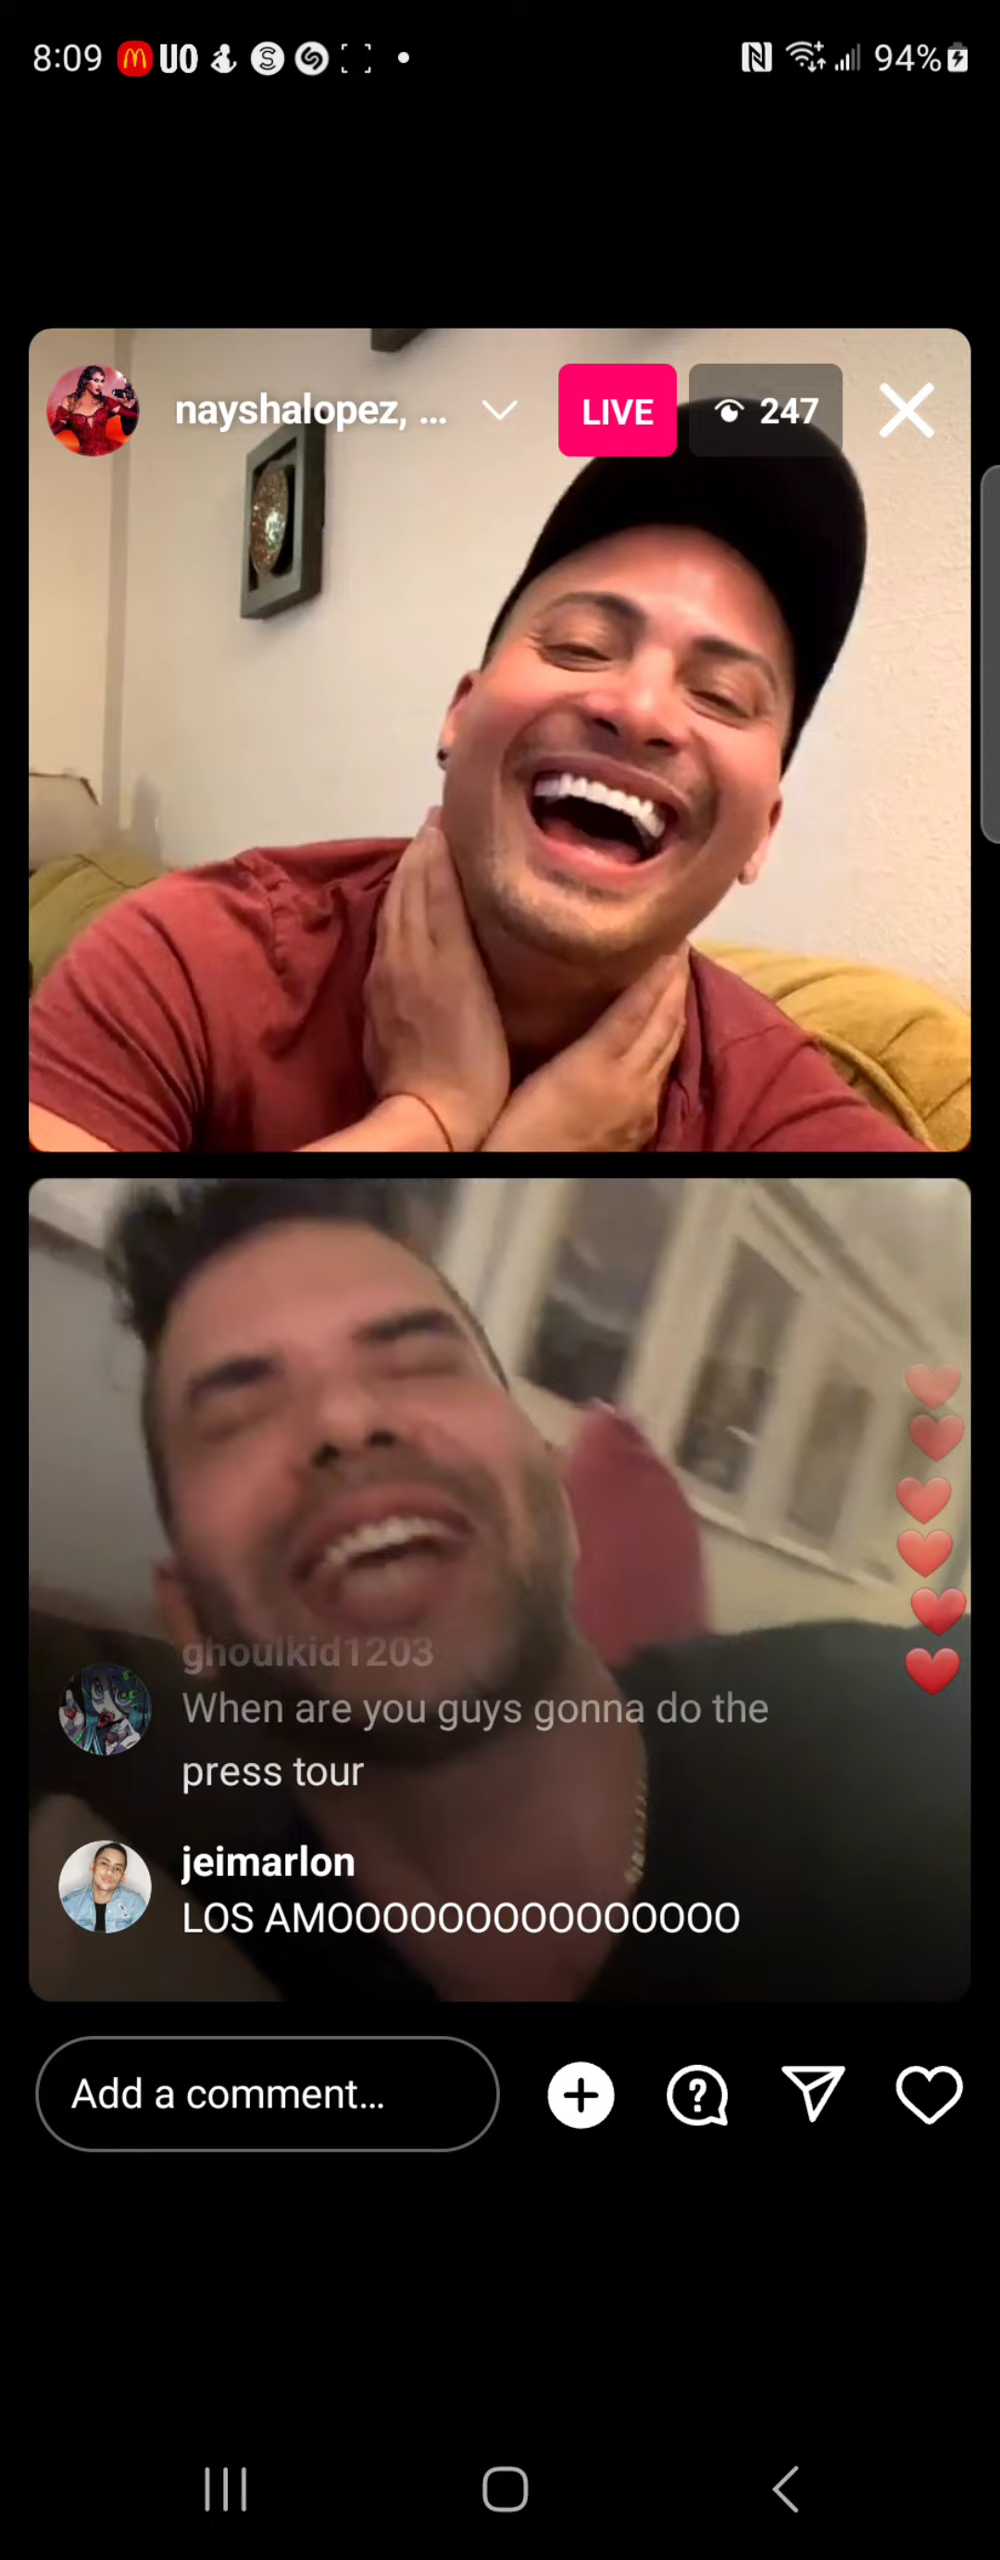 8:09 UO 94%
nayshalopez, ... LIVE 247
ghoulkid1203
When are you guys gonna do the
press tour
jeimarlon
LOS AMOOOOOOOOOOOOOOO
Add a comment...